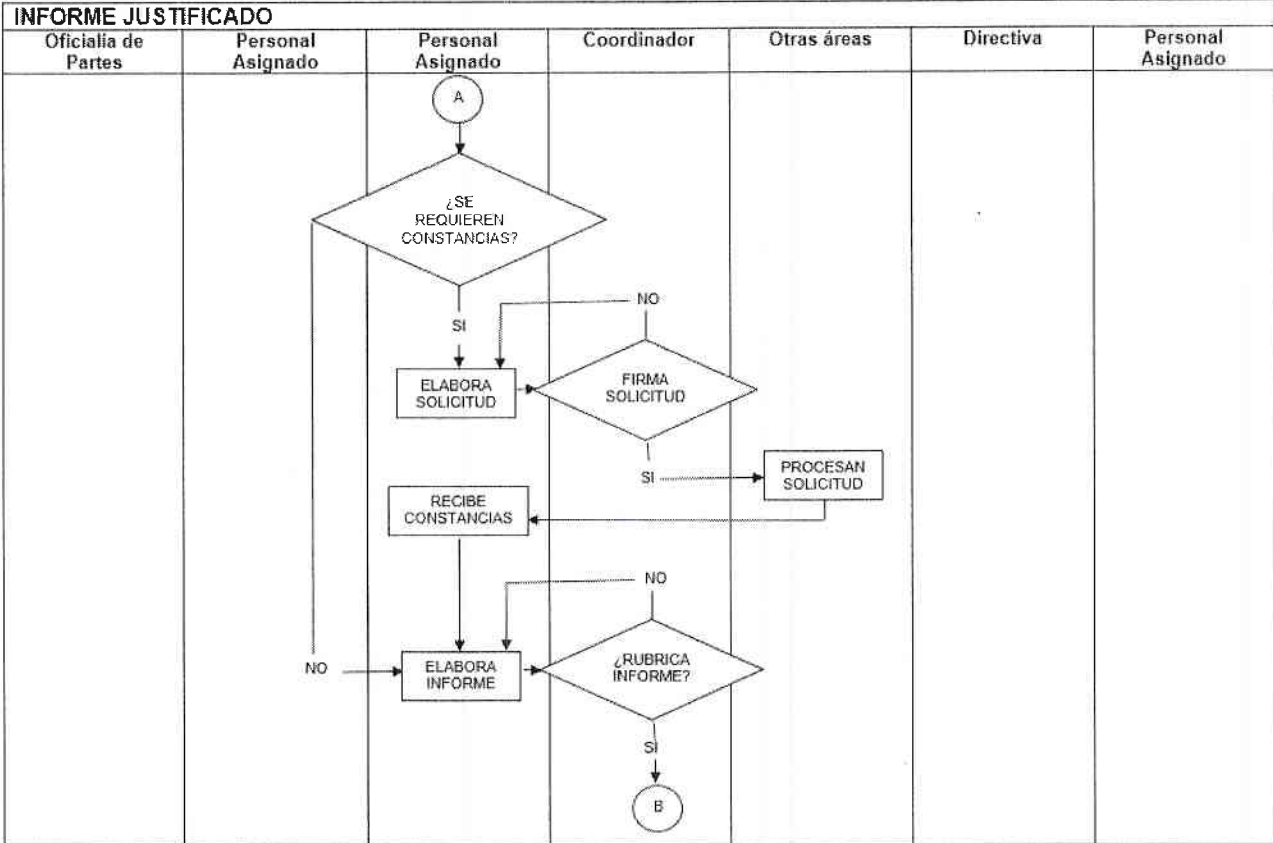 INFORME JUSTIFICADO
Oficialia de
Partes
Personal
Asignado
Personal
Asignado
Coordinador
Otras áreas
Directiva
Personal
Asignado
A
¿SE
REQUIEREN
CONSTANCIAS?
NO
SI
ELABORA
SOLICITUD
FIRMA
SOLICITUD
SI
PROCESAN
SOLICITUD
RECIBE
CONSTANCIAS
NO
NO
ELABORA
INFORME
¿RUBRICA
INFORME?
SI
B